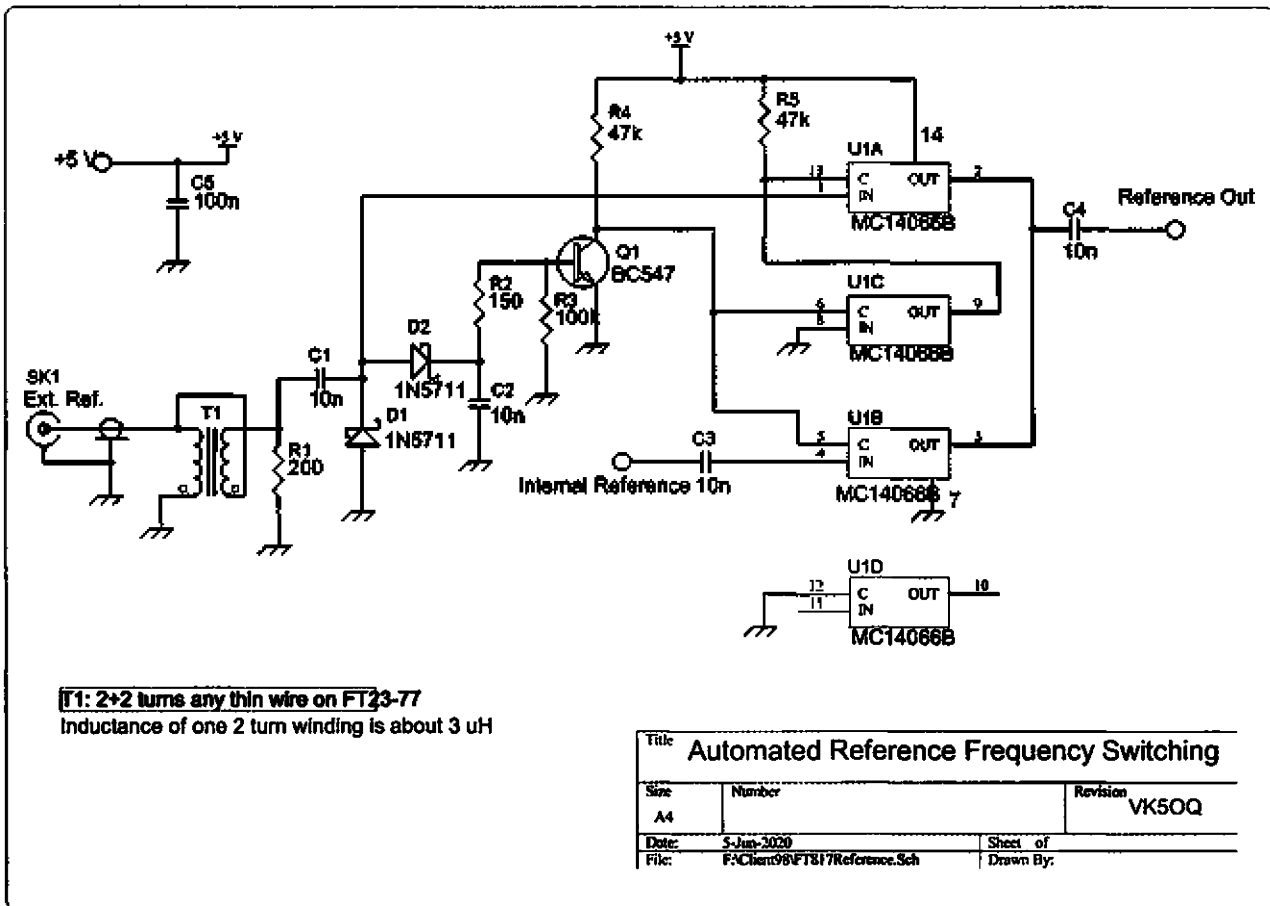 +5 V
R4
47k
R5
47k
14
+5 V
+5 V
C5
100n
U1A
13
1
C OUT
IN
2
MC14066B
Reference Out
C4
10n
Q1
BC547
R2
150
R3
100k
U1C
6
8
C OUT
IN
9
MC14066B
D2
1N5711
C2
10n
C1
10n
SK1
Ext. Ref.
T1
D1
1N5711
R1
200
U1B
5
4
C OUT
IN
3
MC14066B
7
C3
Internal Reference 10n
U1D
12
11
C OUT
IN
10
MC14066B
T1: 2+2 turns any thin wire on FT23-77
Inductance of one 2 turn winding is about 3 uH
Title Automated Reference Frequency Switching
Size
A4
Number
Revision
VK5OQ
Date: 5-Jun-2020 Sheet of
File: F:\Client98\FT817Reference.Sch Drawn By: